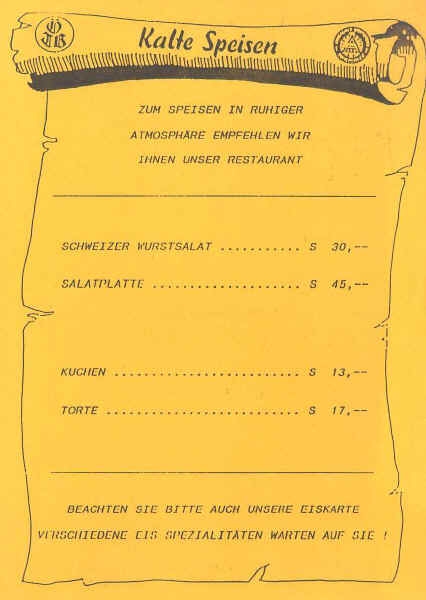 Kalte Speisen
ZUM SPEISEN IN RUHIGER
ATMOSPHÄRE EMPFEHLEN WIR
IHNEN UNSER RESTAURANT
SCHWEIZER WURSTSALAT ........... S 30,--
SALATPLATTE .................... S 45,--
KUCHEN ......................... S 13,--
TORTE .......................... S 17,--
BEACHTEN SIE BITTE AUCH UNSERE EISKARTE
VERSCHIEDENE EIS SPEZIALITÄTEN WARTEN AUF SIE !